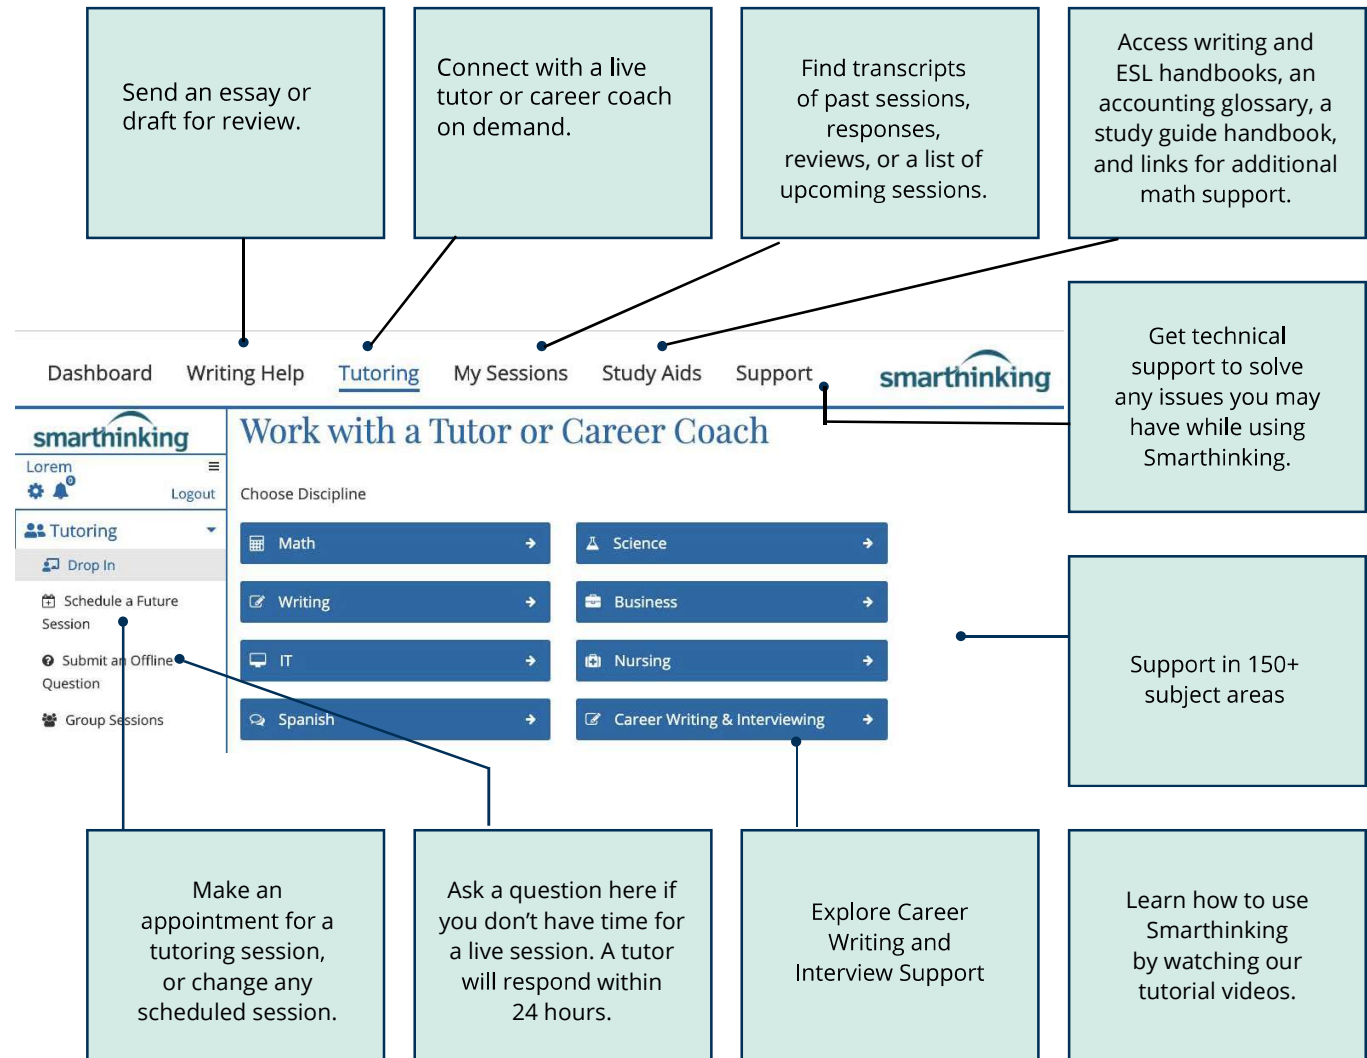 Send an essay or
draft for review.
Connect with a live
tutor or career coach
on demand.
Find transcripts
of past sessions,
responses,
reviews, or a list of
upcoming sessions.
Access writing and
ESL handbooks, an
accounting glossary, a
study guide handbook,
and links for additional
math support.
Get technical
support to solve
any issues you may
have while using
Smarthinking.
Dashboard Writing Help Tutoring My Sessions Study Aids Support smarthinking
smarthinking
Lorem
0
Logout
Tutoring
Drop In
Schedule a Future
Session
Submit an Offline
Question
Group Sessions
Work with a Tutor or Career Coach
Choose Discipline
Math
Science
Writing
Business
IT
Nursing
Spanish
Career Writing & Interviewing
Support in 150+
subject areas
Make an
appointment for a
tutoring session,
or change any
scheduled session.
Ask a question here if
you don’t have time for
a live session. A tutor
will respond within
24 hours.
Explore Career
Writing and
Interview Support
Learn how to use
Smarthinking
by watching our
tutorial videos.